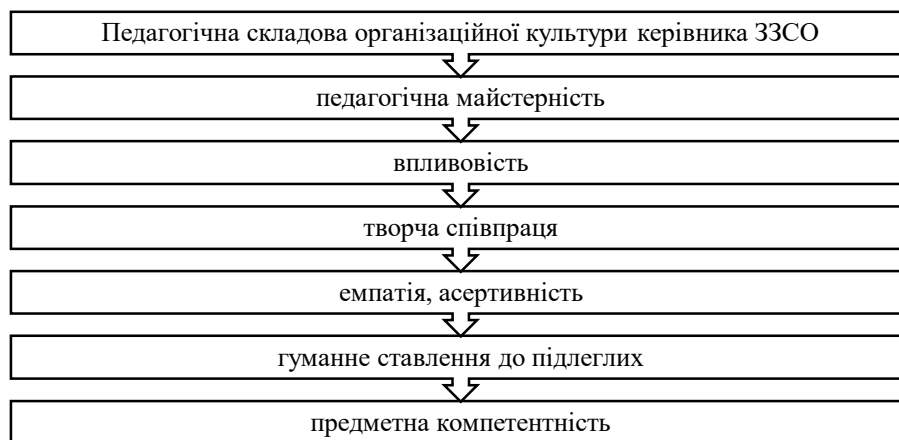 Педагогічна складова організаційної культури керівника ЗЗСО
педагогічна майстерність
впливовість
творча співпраця
емпатія, асертивність
гуманне ставлення до підлеглих
предметна компетентність